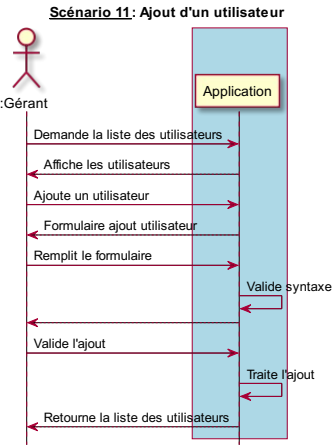 Scénario 11: Ajout d'un utilisateur
:Gérant
Application
Demande la liste des utilisateurs
Affiche les utilisateurs
Ajoute un utilisateur
Formulaire ajout utilisateur
Remplit le formulaire
Valide syntaxe
Valide l'ajout
Traite l'ajout
Retourne la liste des utilisateurs